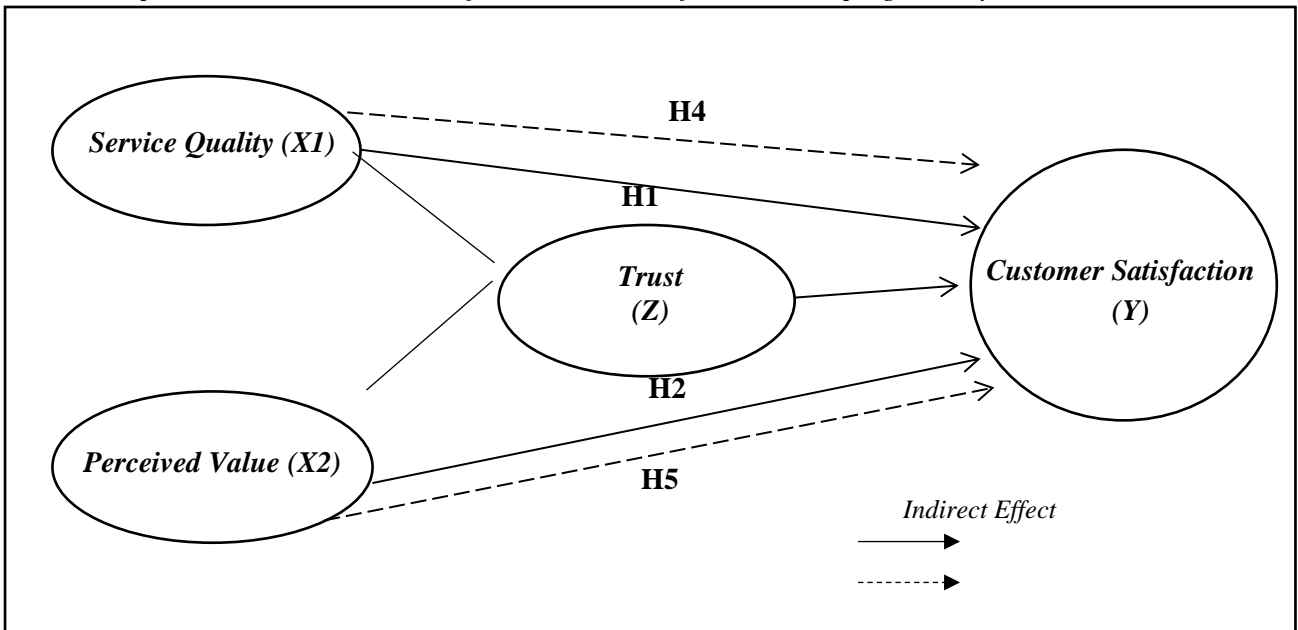 H4
Service Quality (X1)
H1
Trust
(Z)
Customer Satisfaction
(Y)
H2
Perceived Value (X2)
H5
Indirect Effect